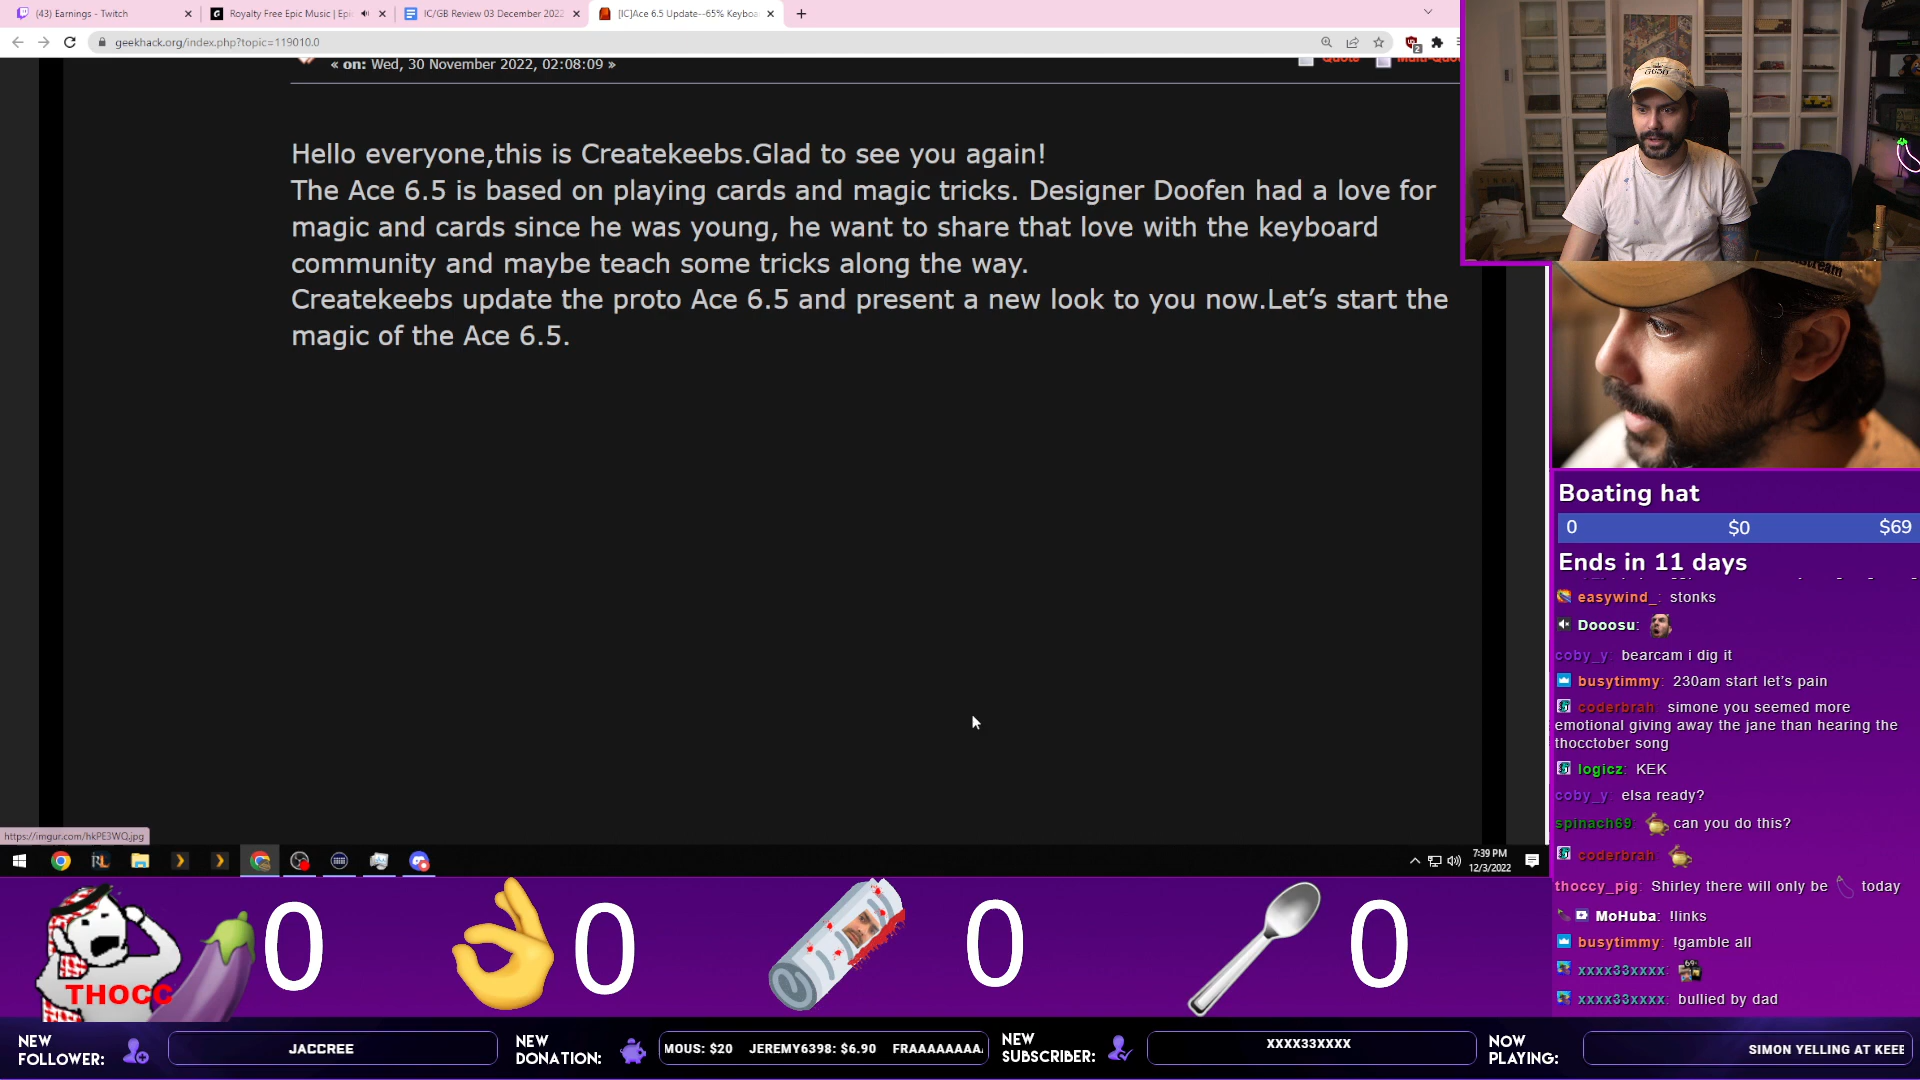 (43) Earnings - Twitch
Royalty Free Epic Music | Epi
IC/GB Review 03 December 2022
[IC]Ace 6.5 Update--65% Keyboa
geekhack.org/index.php?topic=119010.0
« on: Wed, 30 November 2022, 02:08:09 »
Quote
Multi-Quo
Hello everyone,this is Createkeebs.Glad to see you again!
The Ace 6.5 is based on playing cards and magic tricks. Designer Doofen had a love for
magic and cards since he was young, he want to share that love with the keyboard
community and maybe teach some tricks along the way.
Createkeebs update the proto Ace 6.5 and present a new look to you now.Let's start the
magic of the Ace 6.5.
https://imgur.com/hkPE3WQ.jpg
7:39 PM
12/3/2022
Boating hat
0 $0 $69
Ends in 11 days
easywind_: stonks
Dooosu:
coby_y: bearcam i dig it
busytimmy: 230am start let's pain
coderbrah: simone you seemed more
emotional giving away the jane than hearing the
thocctober song
logicz: KEK
coby_y: elsa ready?
spinach69: can you do this?
coderbrah:
thoccy_pig: Shirley there will only be today
MoHuba: !links
busytimmy: !gamble all
xxxx33xxxx:
xxxx33xxxx: bullied by dad
THOCC
0
0
0
0
NEW
FOLLOWER:
JACCREE
NEW
DONATION:
MOUS: $20 JEREMY6398: $6.90 FRAAAAAAAA
NEW
SUBSCRIBER:
XXXX33XXXX
NOW
PLAYING:
SIMON YELLING AT KEEE